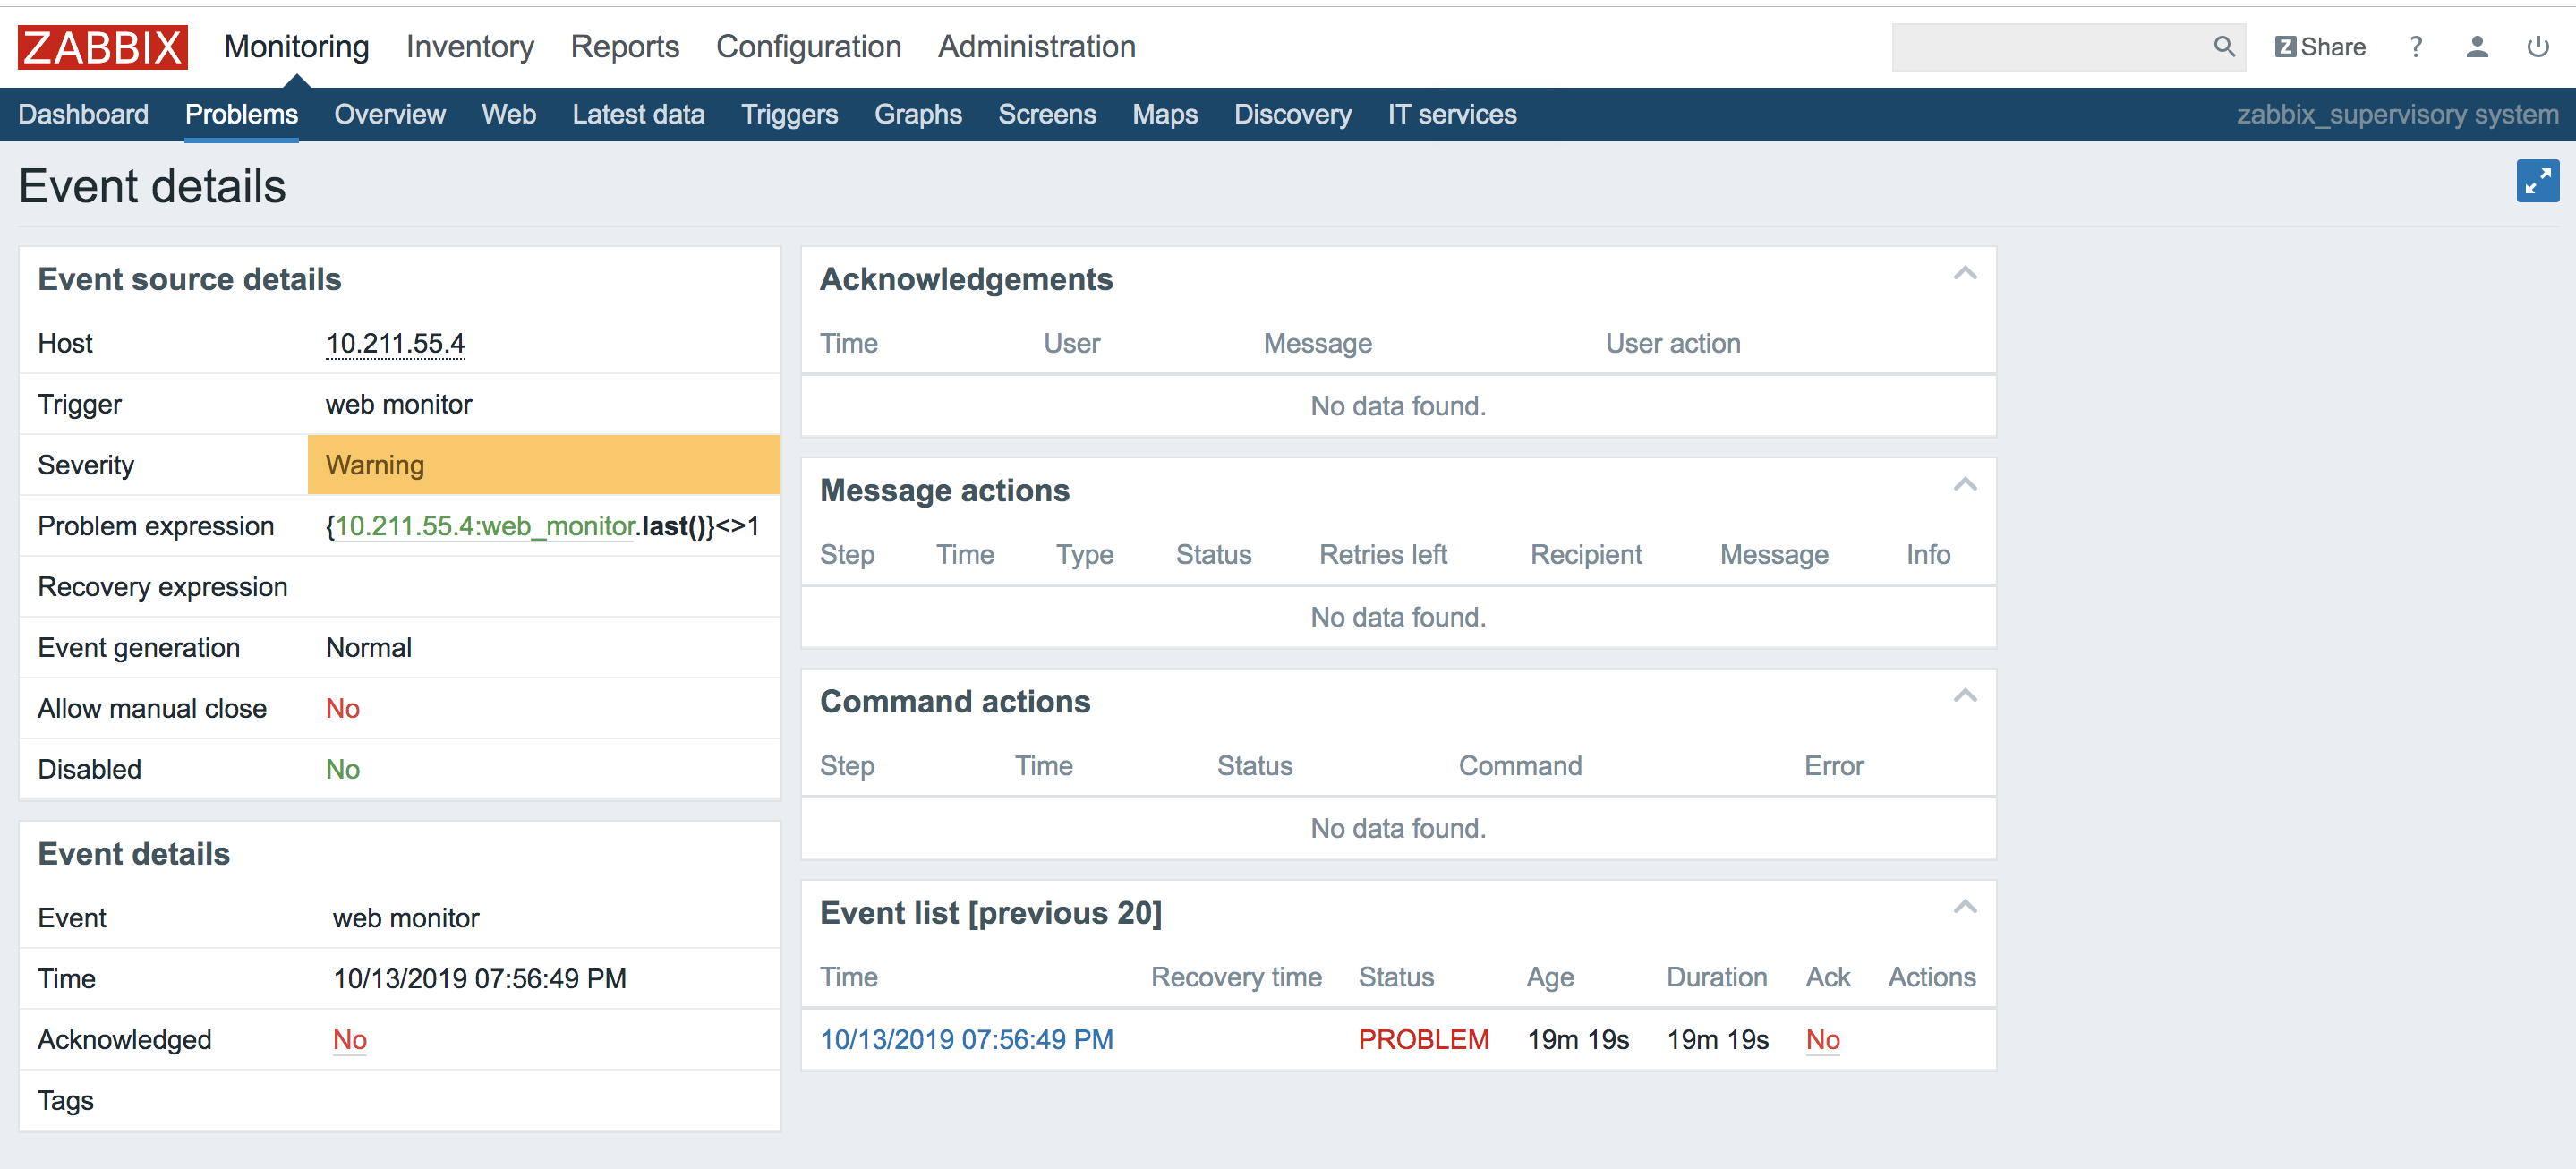 ZABBIX Monitoring Inventory Reports Configuration Administration Z Share ?
Dashboard Problems Overview Web Latest data Triggers Graphs Screens Maps Discovery IT services zabbix_supervisory system
Event details
Event source details
Host 10.211.55.4
Trigger web monitor
Severity Warning
Problem expression {10.211.55.4:web_monitor.last()}<>1
Recovery expression
Event generation Normal
Allow manual close No
Disabled No
Event details
Event web monitor
Time 10/13/2019 07:56:49 PM
Acknowledged No
Tags
Acknowledgements
Time User Message User action
No data found.
Message actions
Step Time Type Status Retries left Recipient Message Info
No data found.
Command actions
Step Time Status Command Error
No data found.
Event list [previous 20]
Time Recovery time Status Age Duration Ack Actions
10/13/2019 07:56:49 PM PROBLEM 19m 19s 19m 19s No